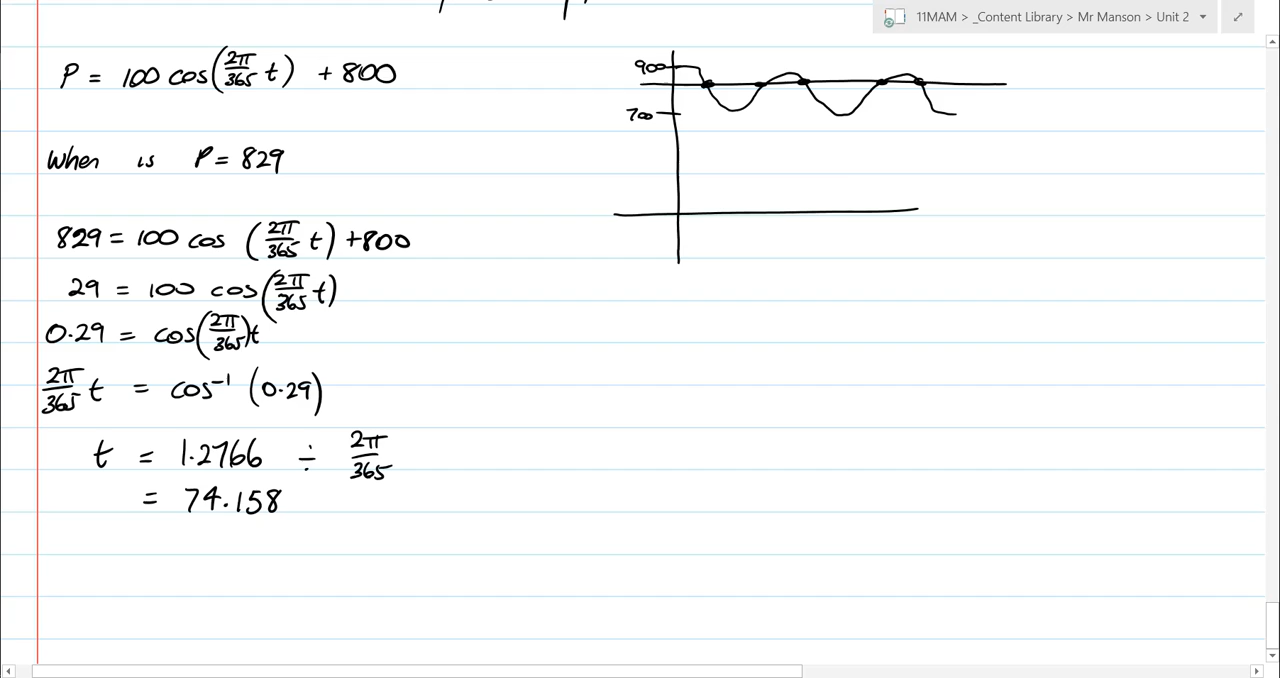 11MAM > _Content Library > Mr Manson > Unit 2
P = 100 cos(2π/365 t) + 800
900
700
When is P = 829
829 = 100 cos (2π/365 t) +800
29 = 100 cos(2π/365 t)
0.29 = cos(2π/365)t
2π/365 t = cos⁻¹ (0.29)
t = 1.2766 ÷ 2π/365
= 74.158